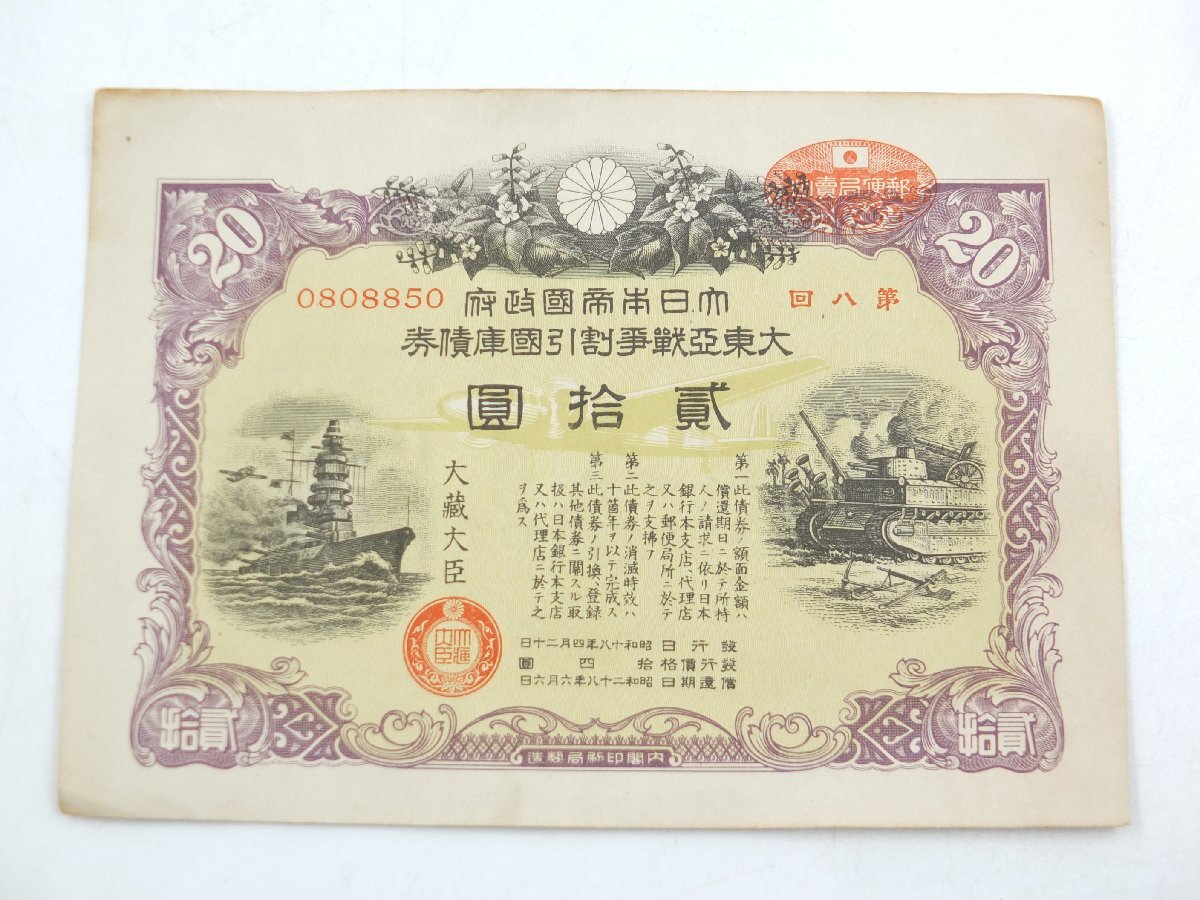 郵便局賣
20
20
第八回
0808850
大日本帝國政府
大東亞戰爭割引國庫債券
貳拾圓
第一 此債券ノ額面金額ハ
償還期日ニ於テ所持
人ノ請求ニ依リ日本
銀行本支店、代理店
又ハ郵便局所ニ於テ
之ヲ支拂フ
第二 此債券ノ消滅時效ハ
十箇年ヲ以テ完成ス
第三 此債券ノ引換、登錄
其他債券ニ關スル取
扱ハ日本銀行本支店
又ハ代理店ニ於テ之
ヲ爲ス
大藏大臣
發行日 昭和十八年四月二十日
發行價格 拾四圓
償還期日 昭和二十八年六月六日
貳拾
貳拾
內閣印刷局製造